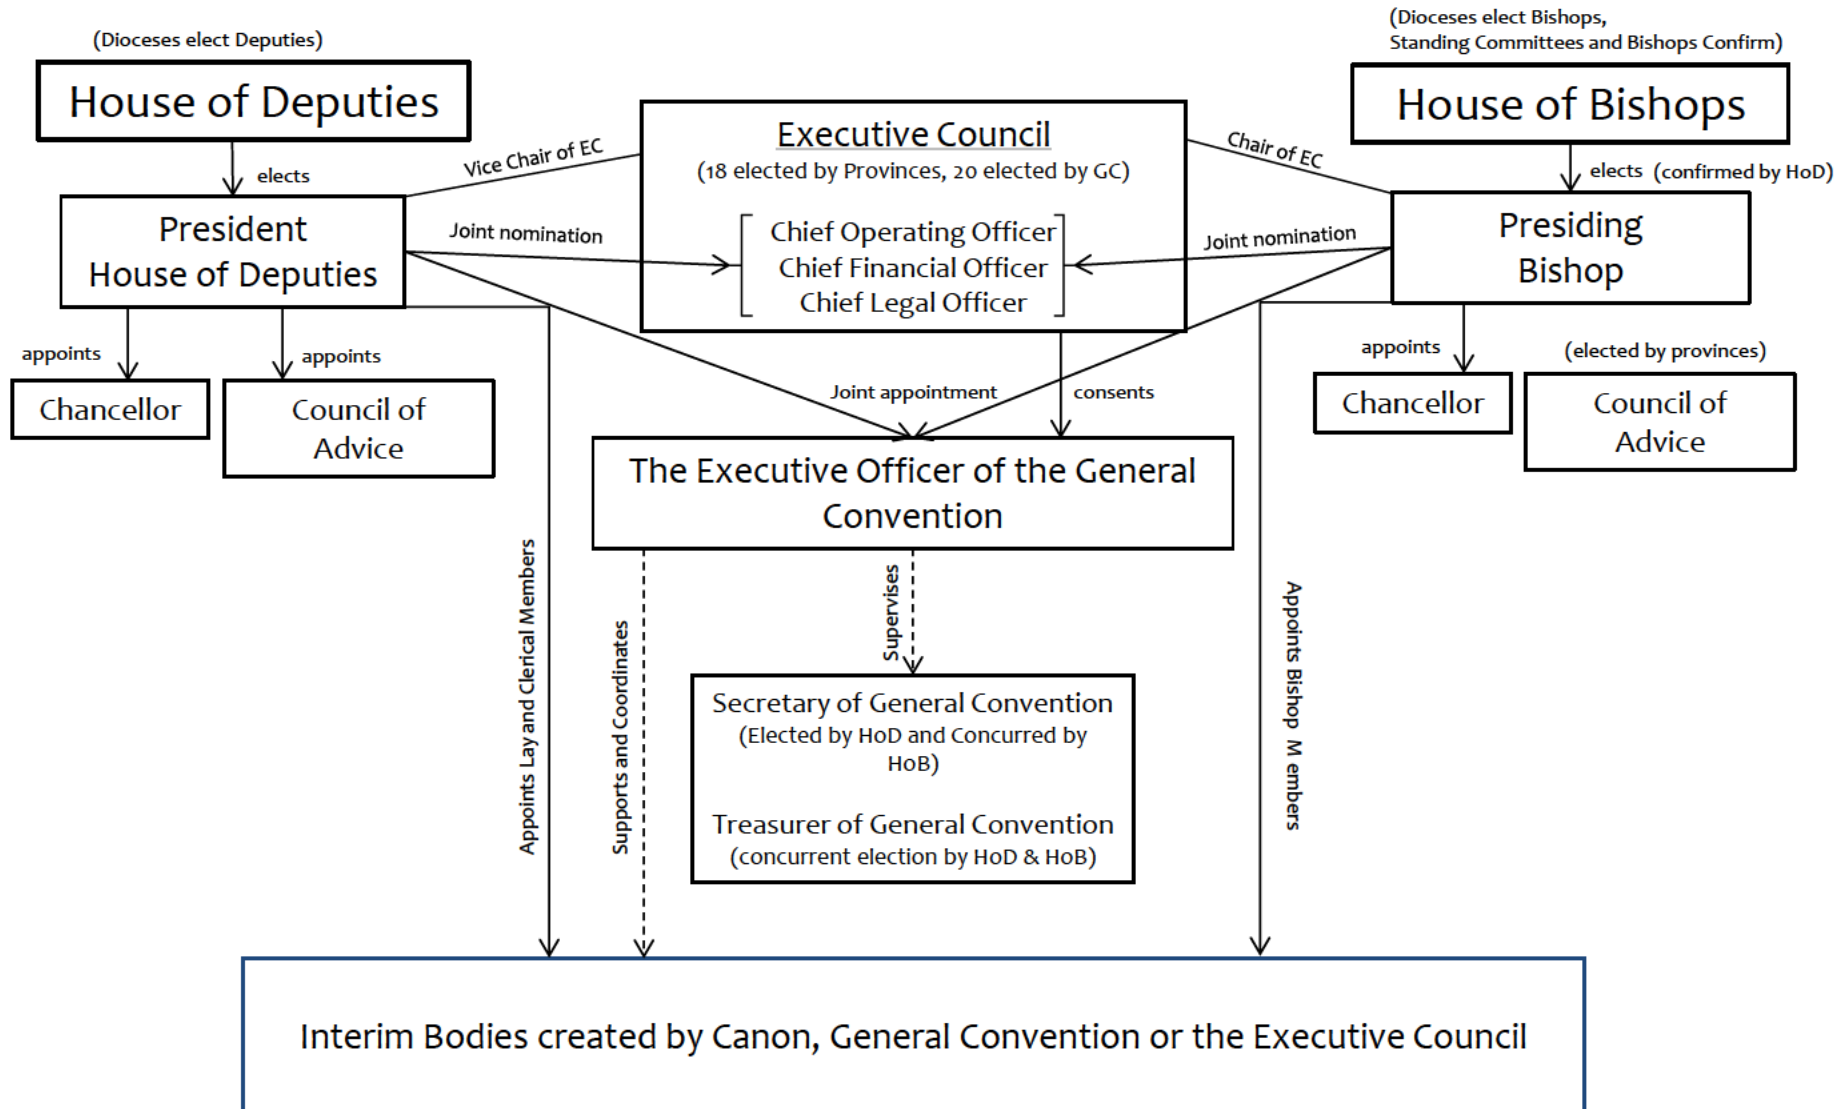 (Dioceses elect Deputies)
House of Deputies
elects
President
House of Deputies
appoints
Chancellor
appoints
Council of
Advice
Vice Chair of EC
Joint nomination
Executive Council
(18 elected by Provinces, 20 elected by GC)
Chief Operating Officer
Chief Financial Officer
Chief Legal Officer
Chair of EC
Joint nomination
(Dioceses elect Bishops,
Standing Committees and Bishops Confirm)
House of Bishops
elects (confirmed by HoD)
Presiding
Bishop
appoints
Chancellor
(elected by provinces)
Council of
Advice
Joint appointment
consents
The Executive Officer of the General
Convention
Appoints Lay and Clerical Members
Supports and Coordinates
Supervises
Secretary of General Convention
(Elected by HoD and Concurred by
HoB)
Treasurer of General Convention
(concurrent election by HoD & HoB)
Appoints Bishop M embers
Interim Bodies created by Canon, General Convention or the Executive Council